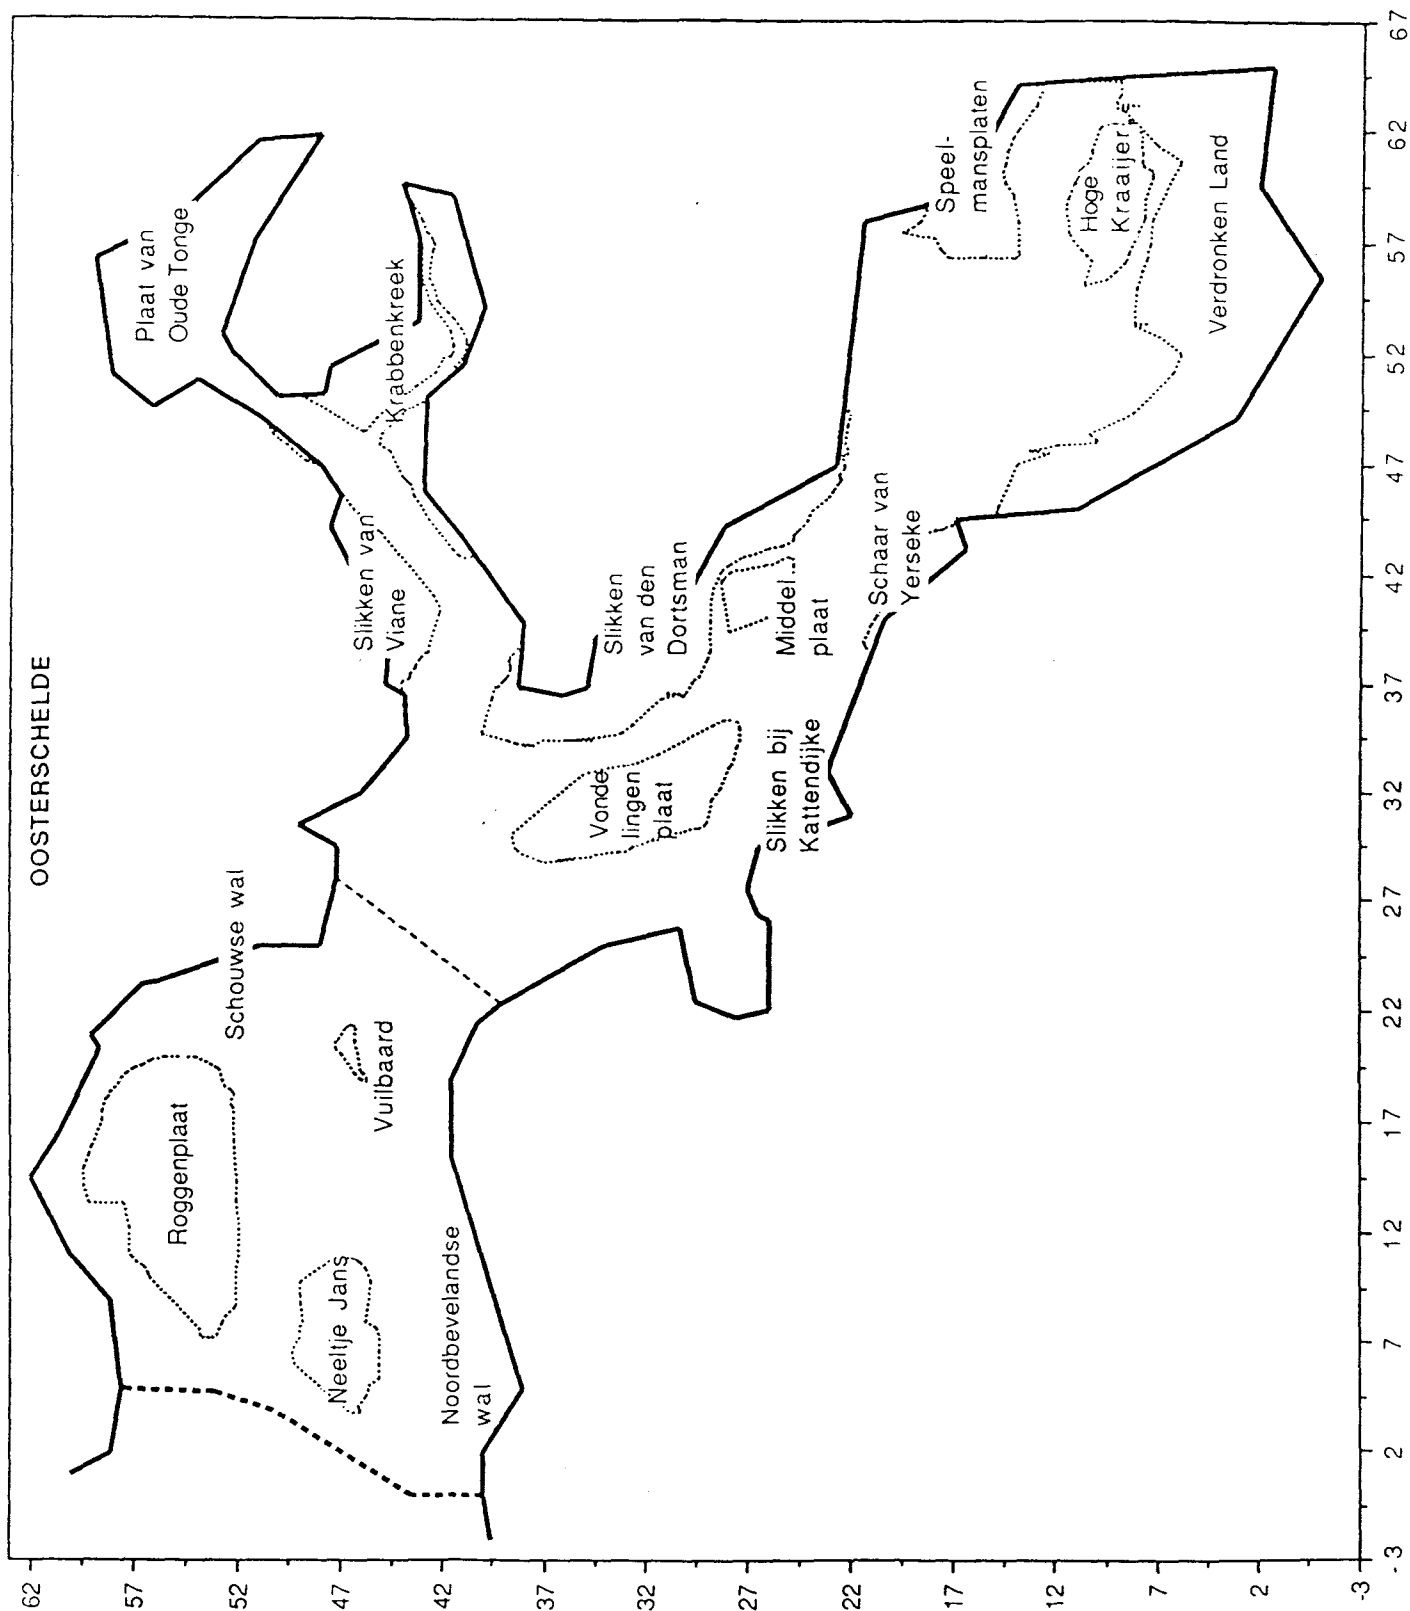 OOSTERSCHELDE
Plaat van
Oude Tonge
Krabbenkreek
Slikken van
Viane
Schouwse wal
Roggenplaat
Neeltje Jans
Vuilbaard
Noordbevelandse
wal
Slikken
van den
Dortsman
Vonde
lingen
plaat
Middel
plaat
Slikken bij
Kattendijke
Schaar van
Yerseke
Speel-
mansplaten
Hoge
Kraaijer
Verdronken Land
62
57
52
47
42
37
32
27
22
17
12
7
2
-3
-3
2
7
12
17
22
27
32
37
42
47
52
57
62
67